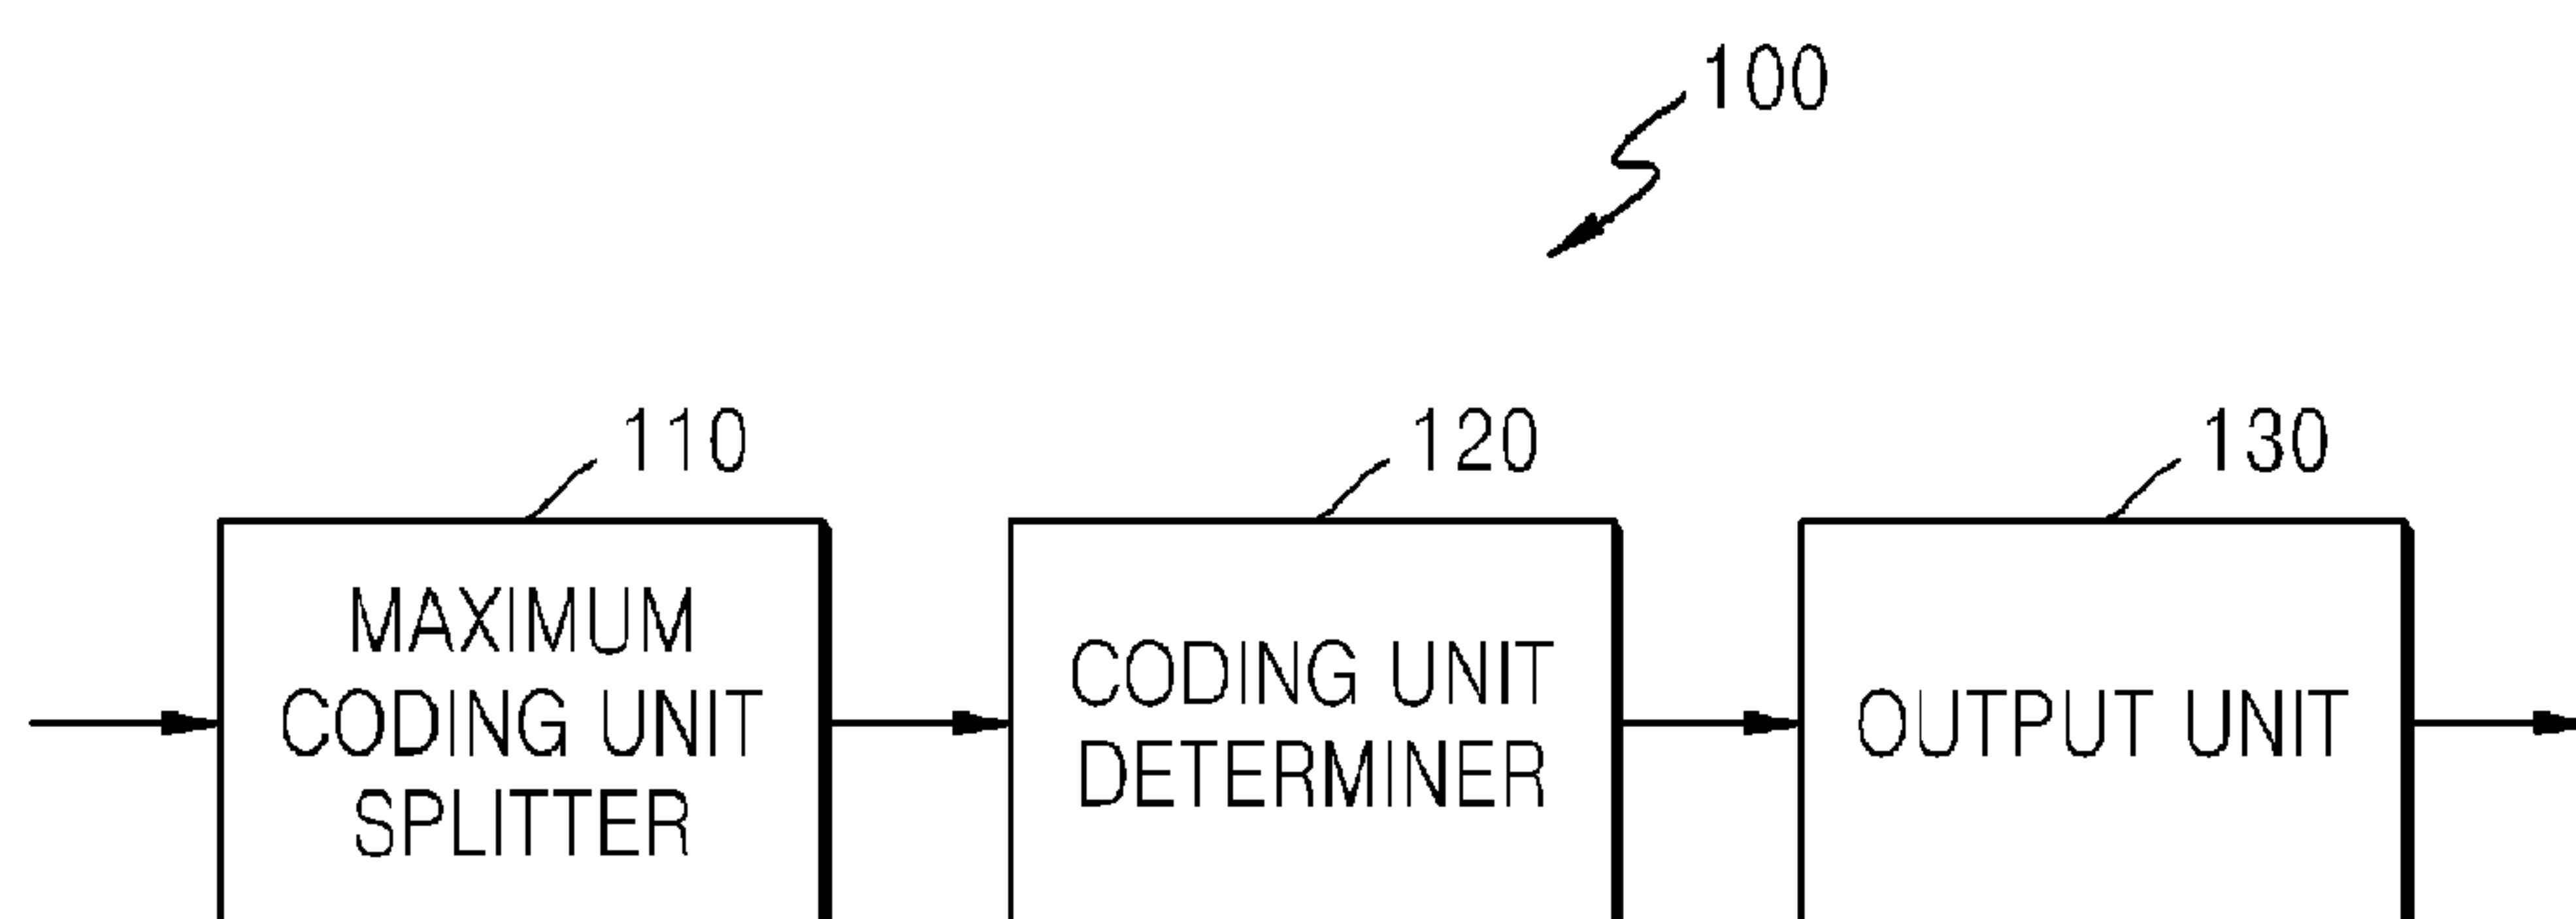 100
110
120
130
MAXIMUM
CODING UNIT
SPLITTER
CODING UNIT
DETERMINER
OUTPUT UNIT